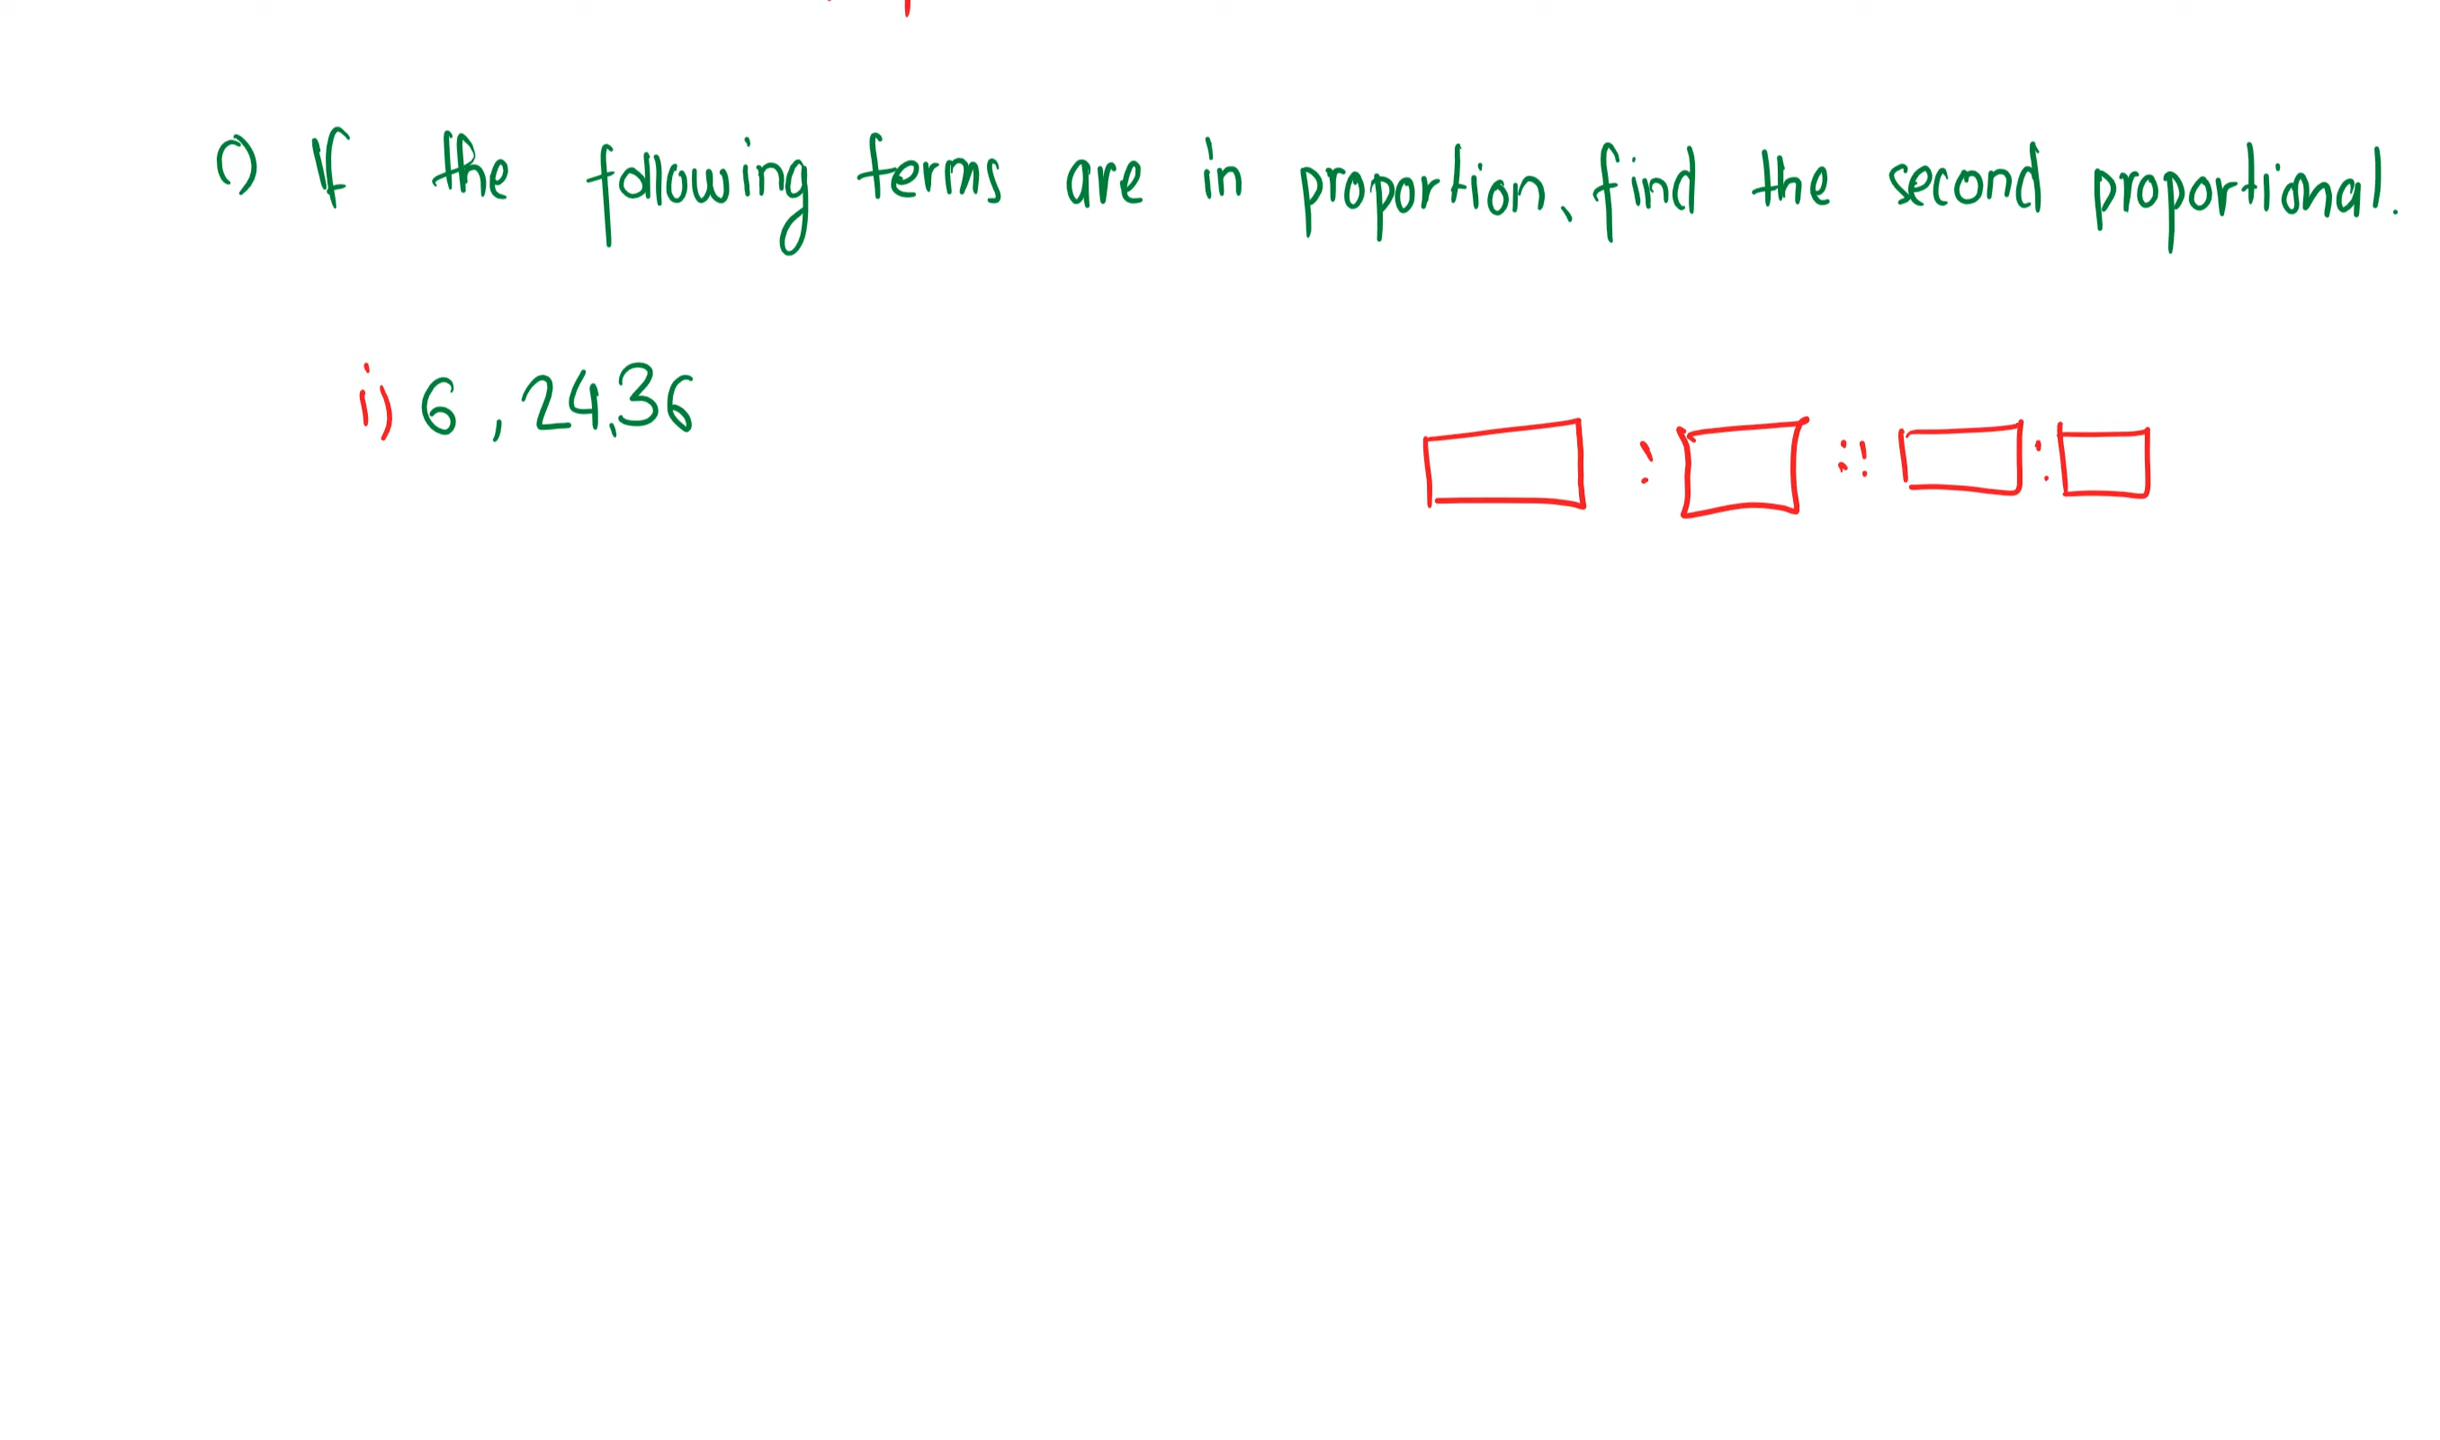 Q, If the following terms are in proportion, find the second proportional.
i) 6, 24, 36
: :: :